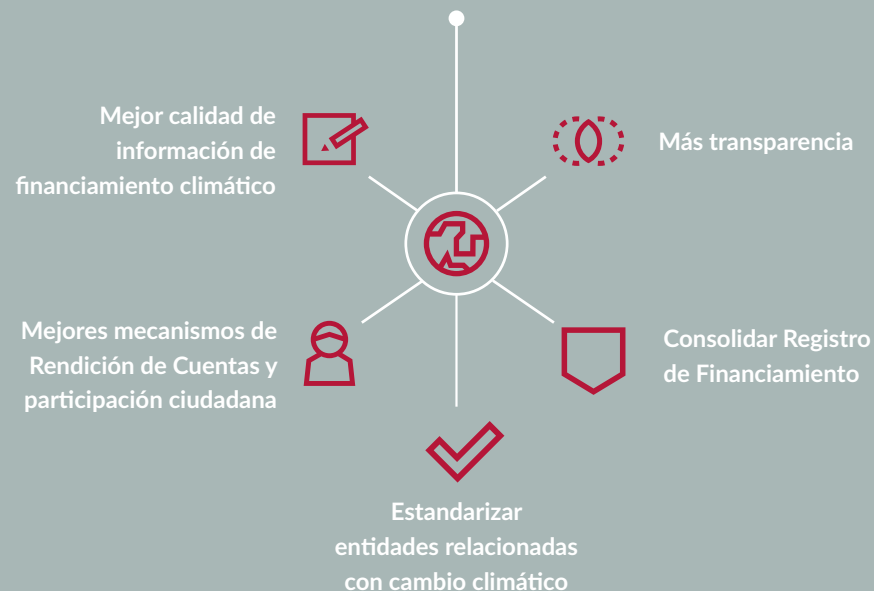 Mejor calidad de
información de
financiamiento climático
Más transparencia
Mejores mecanismos de
Rendición de Cuentas y
participación ciudadana
Consolidar Registro
de Financiamiento
Estandarizar
entidades relacionadas
con cambio climático